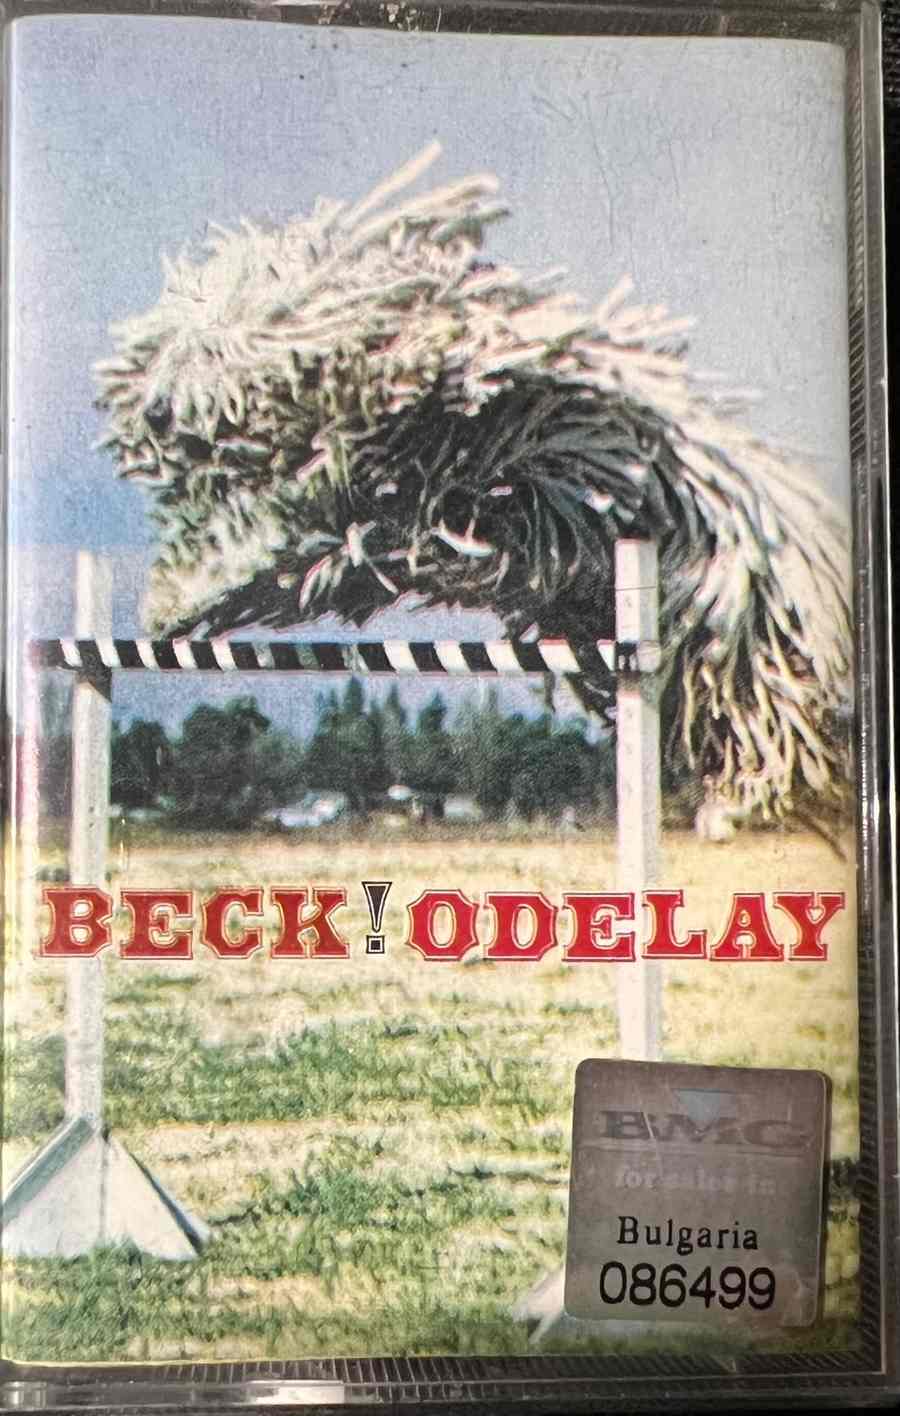 BECK! ODELAY
BMG
for sales in
Bulgaria
086499